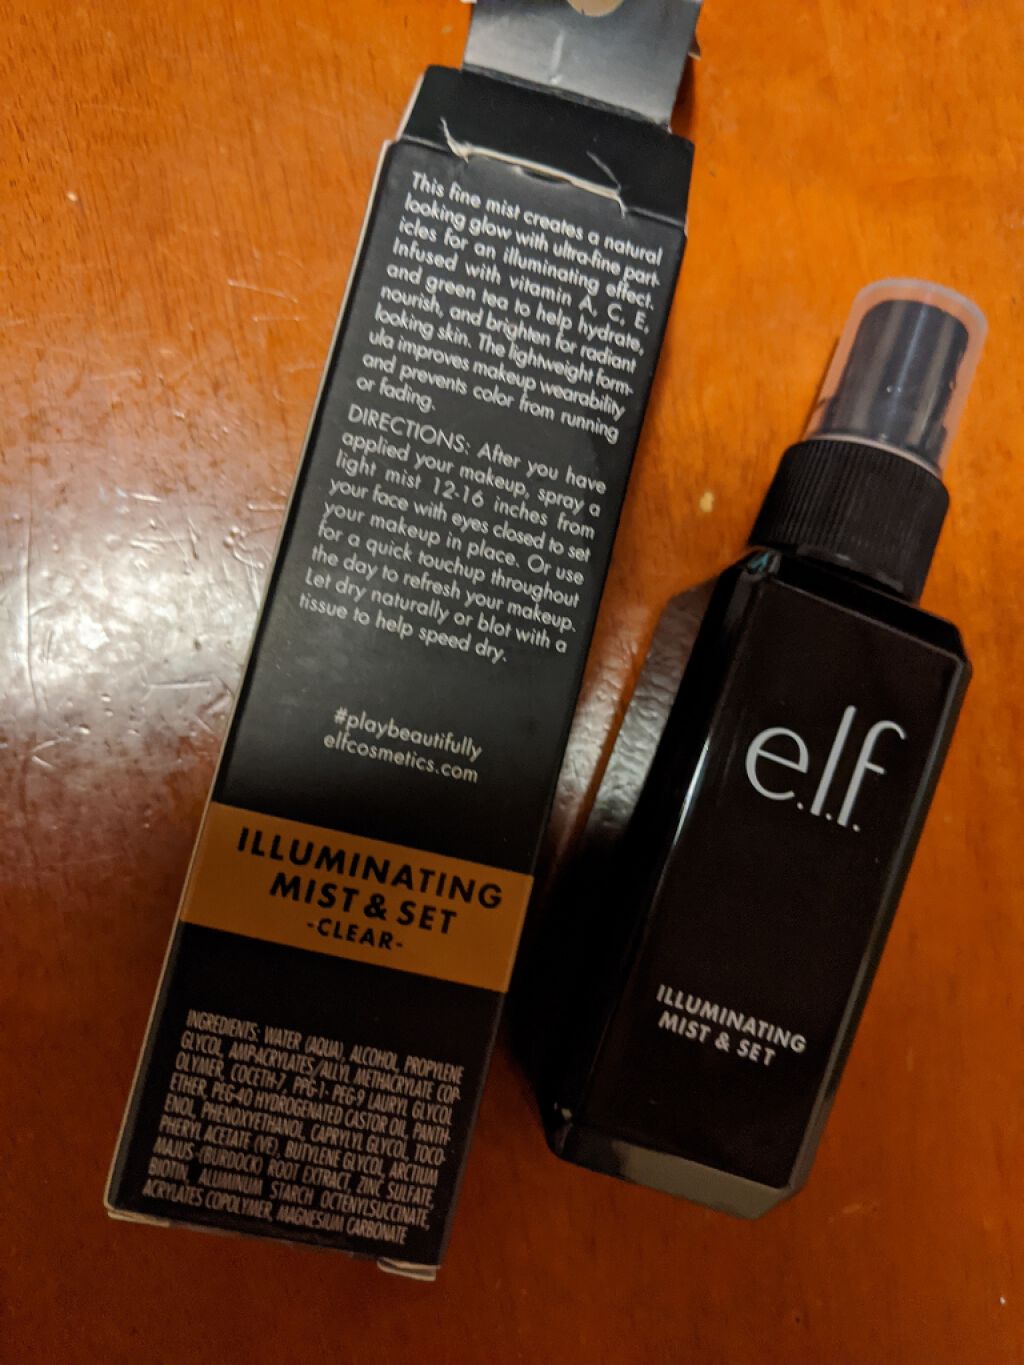 This fine mist creates a natural
looking glow with ultra-fine part-
icles for an illuminating effect.
Infused with vitamin A, C, E,
and green tea to help hydrate,
nourish, and brighten for radiant
looking skin. The lightweight form-
ula improves makeup wearability
and prevents color from running
or fading.
DIRECTIONS: After you have
applied your makeup, spray a
light mist 12-16 inches from
your face with eyes closed to set
your makeup in place. Or use
for a quick touchup throughout
the day to refresh your makeup.
Let dry naturally or blot with a
tissue to help speed dry.
#playbeautifully
elfcosmetics.com
ILLUMINATING
MIST & SET
-CLEAR-
INGREDIENTS: WATER (AQUA), ALCOHOL, PROPYLENE
GLYCOL, AMP-ACRYLATES/ALLYL METHACRYLATE COP-
OLYMER, COCETH-7, PPG-1- PEG-9 LAURYL GLYCOL
ETHER, PEG-40 HYDROGENATED CASTOR OIL, PANTH-
ENOL, PHENOXYETHANOL, CAPRYLYL GLYCOL, TOCO-
PHERYL ACETATE (VE), BUTYLENE GLYCOL, ARCTIUM
MAJUS -(BURDOCK) ROOT EXTRACT, ZINC SULFATE,
BIOTIN, ALUMINUM STARCH OCTENYLSUCCINATE,
ACRYLATES COPOLYMER, MAGNESIUM CARBONATE
e.l.f.
ILLUMINATING
MIST & SET